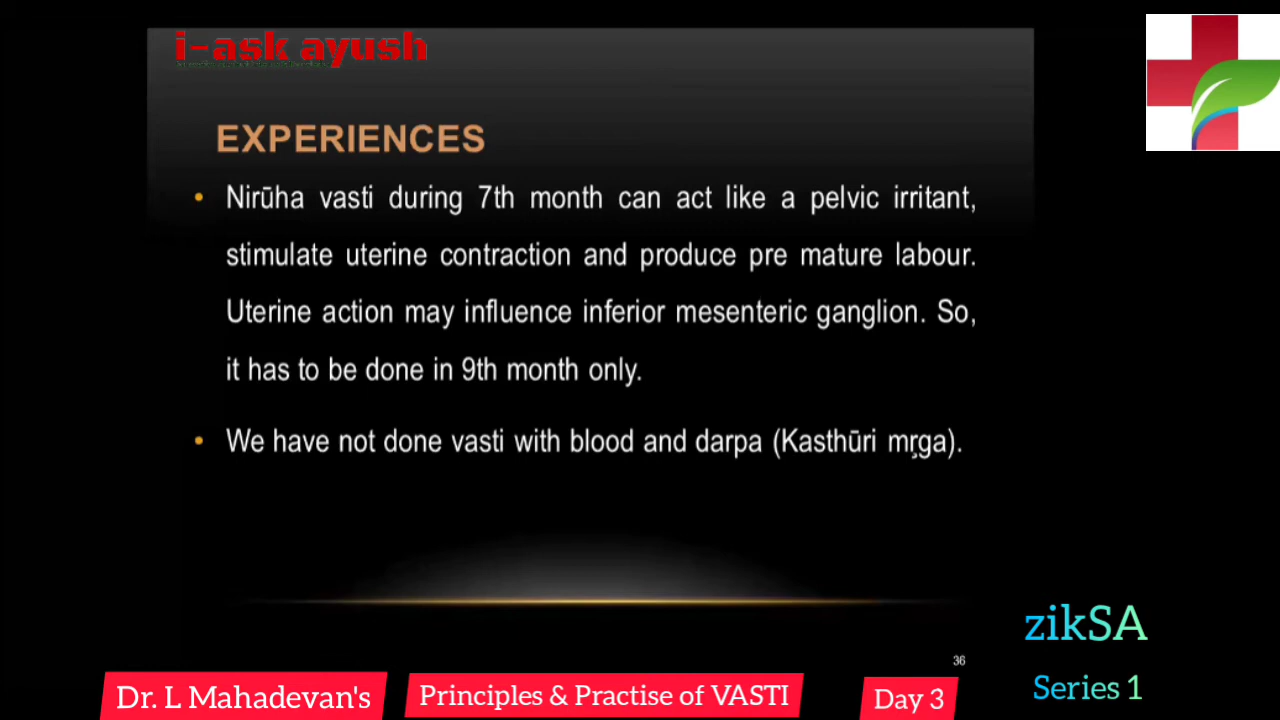 i-ask ayush
EXPERIENCES
• Nirūha vasti during 7th month can act like a pelvic irritant,
stimulate uterine contraction and produce pre mature labour.
Uterine action may influence inferior mesenteric ganglion. So,
it has to be done in 9th month only.
• We have not done vasti with blood and darpa (Kasthūri mṛga).
36
zikSA
Series 1
Dr. L Mahadevan's
Principles & Practise of VASTI
Day 3